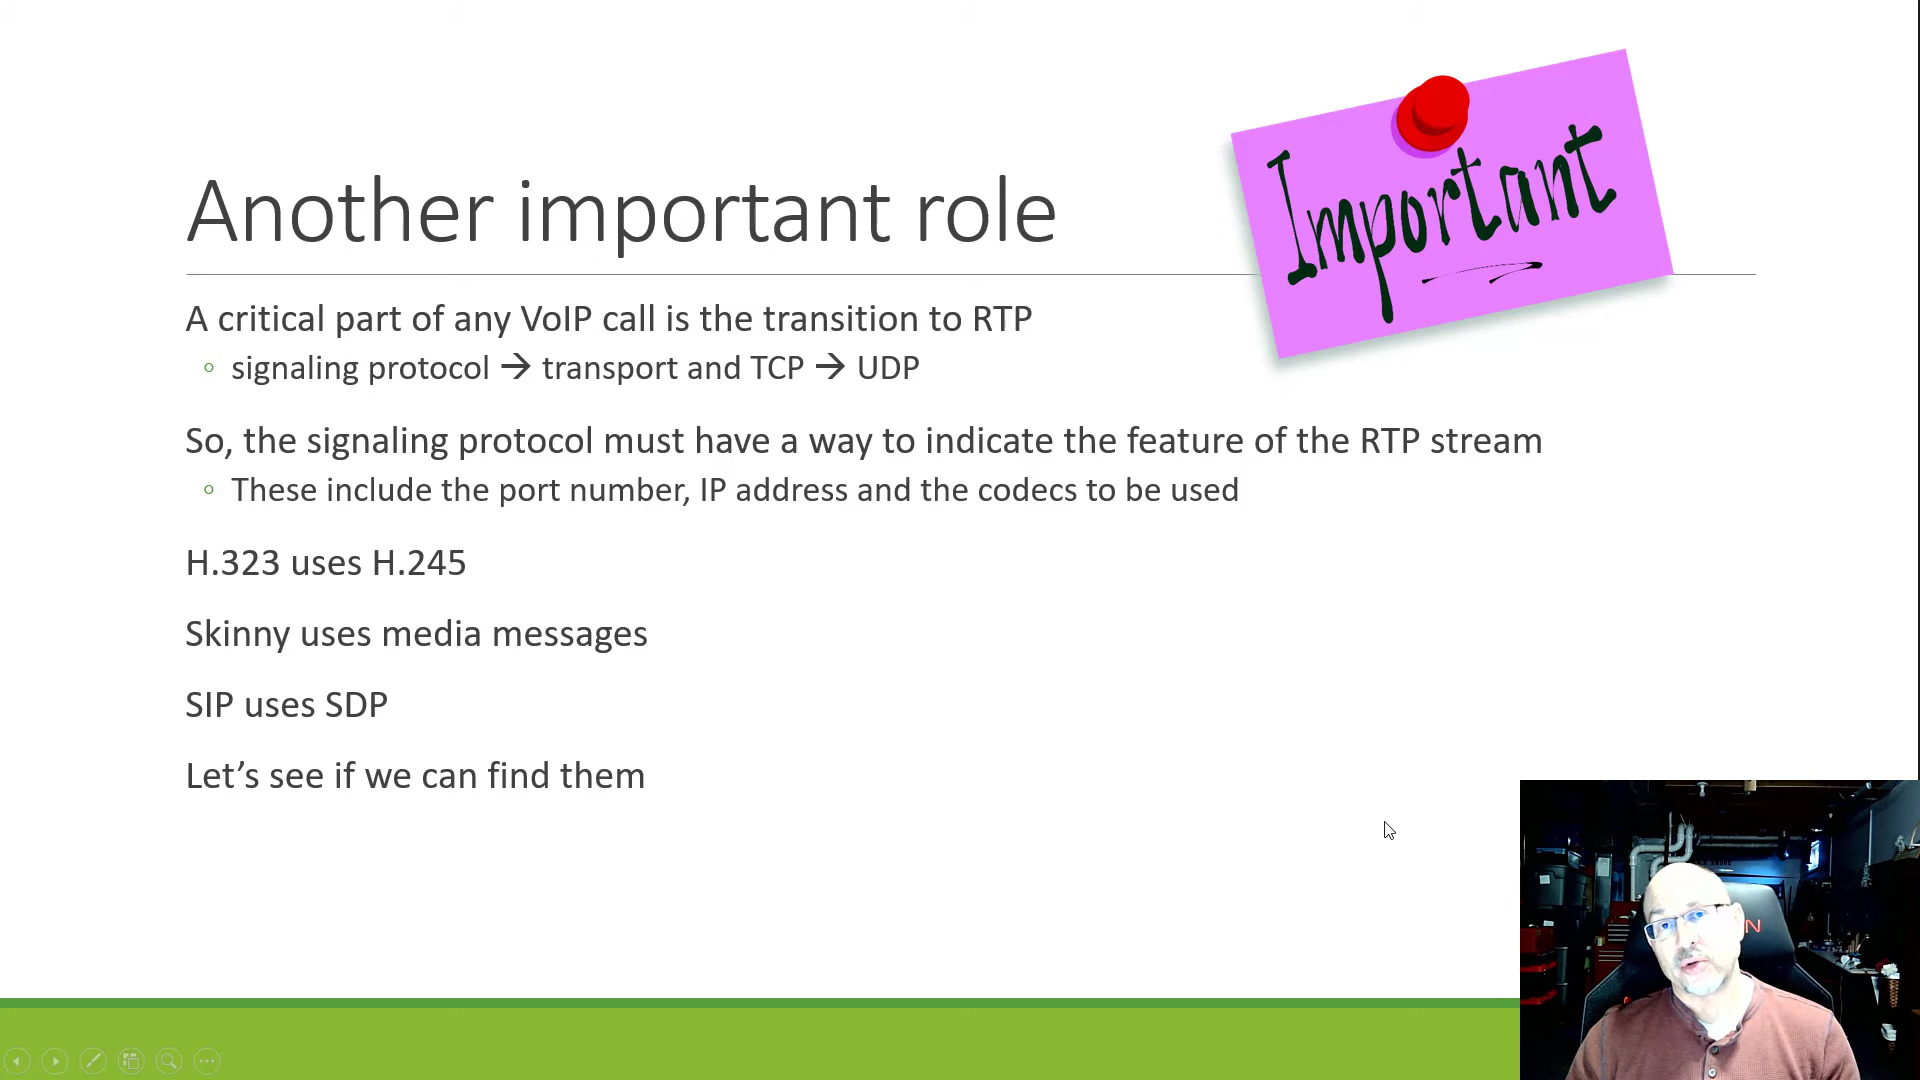 Important
Another important role
A critical part of any VoIP call is the transition to RTP
signaling protocol → transport and TCP → UDP
So, the signaling protocol must have a way to indicate the feature of the RTP stream
These include the port number, IP address and the codecs to be used
H.323 uses H.245
Skinny uses media messages
SIP uses SDP
Let’s see if we can find them
N